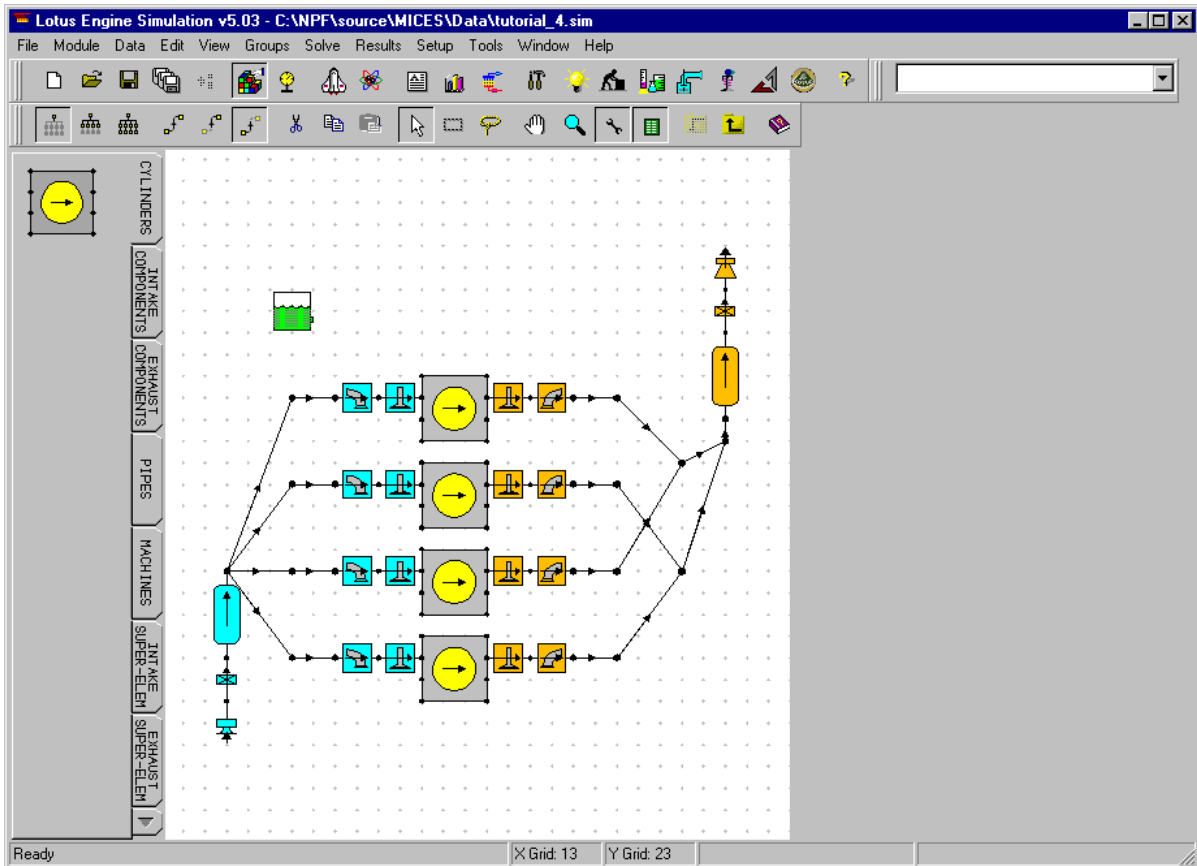 Lotus Engine Simulation v5.03 - C:\NPF\source\MICES\Data\tutorial_4.sim
File Module Data Edit View Groups Solve Results Setup Tools Window Help
CYLINDERS
INTAKE
COMPONENTS
EXHAUST
COMPONENTS
PIPES
MACHINES
INTAKE
SUPER-ELEM
EXHAUST
SUPER-ELEM
Ready
X Grid: 13
Y Grid: 23